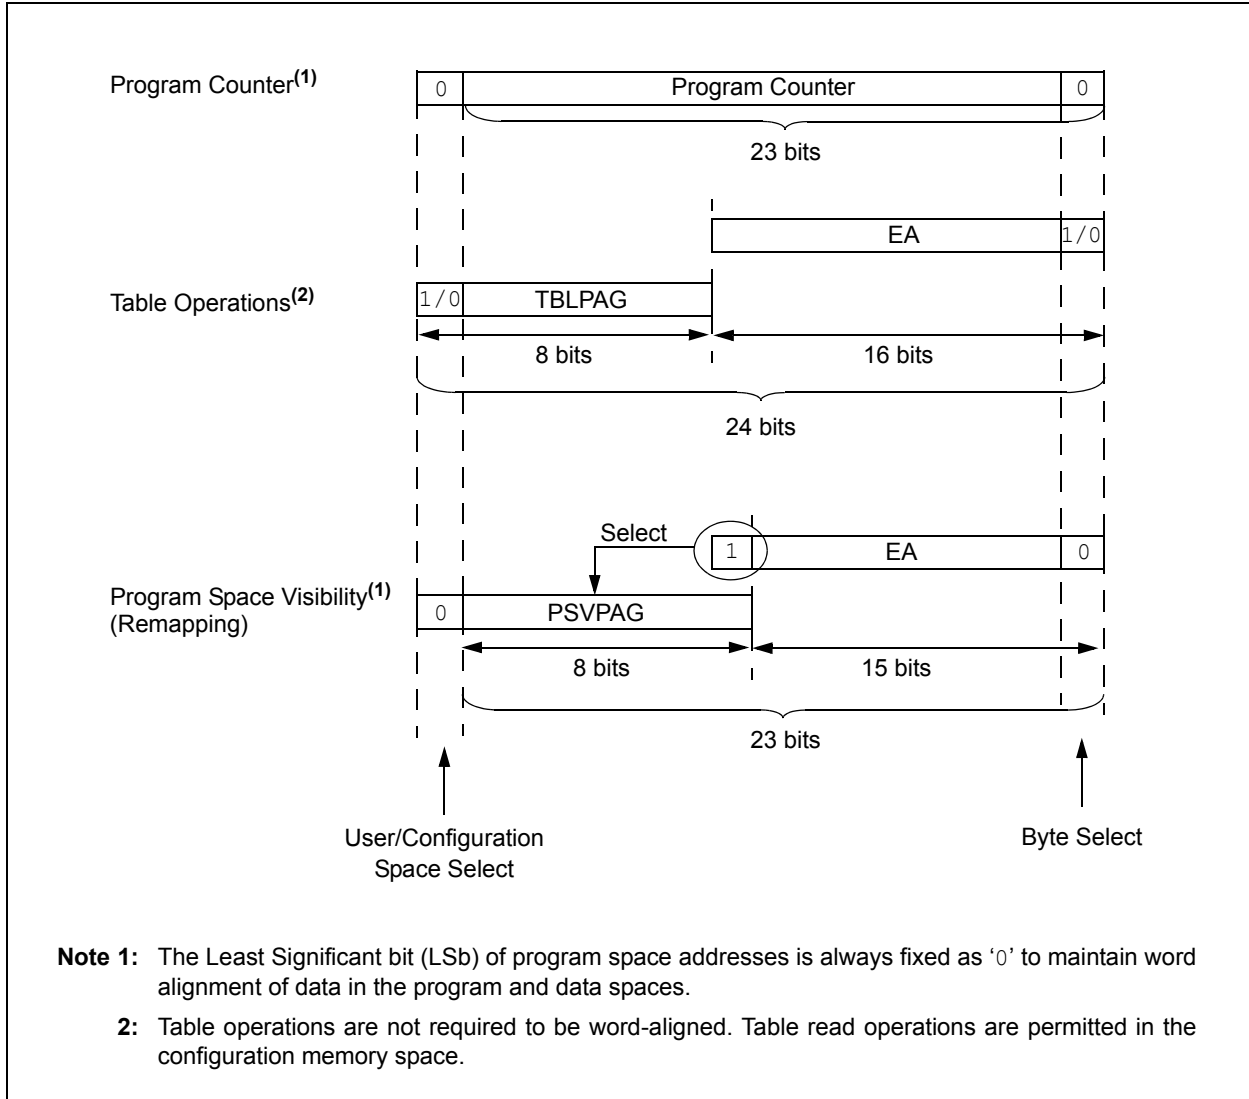 Program Counter(1)
0 Program Counter 0
23 bits
EA 1/0
Table Operations(2)
1/0 TBLPAG
8 bits 16 bits
24 bits
Select
1 EA 0
Program Space Visibility(1)
(Remapping)
0 PSVPAG
8 bits 15 bits
23 bits
User/Configuration
Space Select
Byte Select
Note 1: The Least Significant bit (LSb) of program space addresses is always fixed as ‘0’ to maintain word
alignment of data in the program and data spaces.
2: Table operations are not required to be word-aligned. Table read operations are permitted in the
configuration memory space.